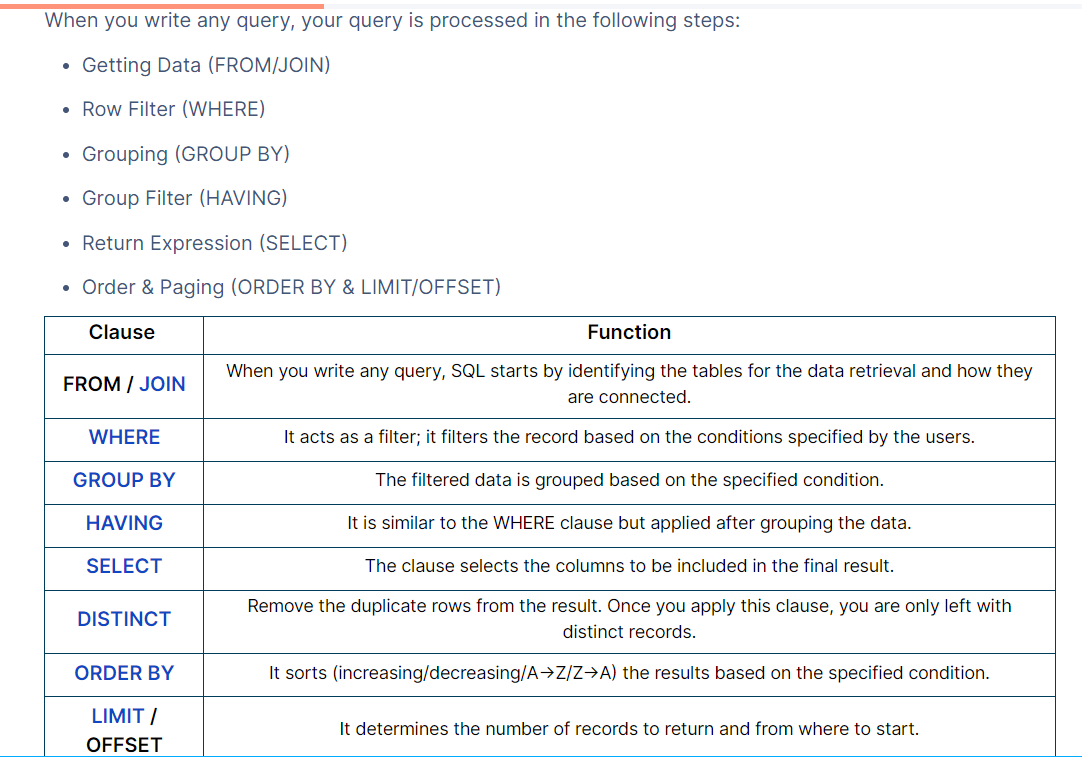 When you write any query, your query is processed in the following steps:
• Getting Data (FROM/JOIN)
• Row Filter (WHERE)
• Grouping (GROUP BY)
• Group Filter (HAVING)
• Return Expression (SELECT)
• Order & Paging (ORDER BY & LIMIT/OFFSET)
Clause Function
FROM / JOIN When you write any query, SQL starts by identifying the tables for the data retrieval and how they
are connected.
WHERE It acts as a filter; it filters the record based on the conditions specified by the users.
GROUP BY The filtered data is grouped based on the specified condition.
HAVING It is similar to the WHERE clause but applied after grouping the data.
SELECT The clause selects the columns to be included in the final result.
DISTINCT Remove the duplicate rows from the result. Once you apply this clause, you are only left with
distinct records.
ORDER BY It sorts (increasing/decreasing/A→Z/Z→A) the results based on the specified condition.
LIMIT /
OFFSET It determines the number of records to return and from where to start.